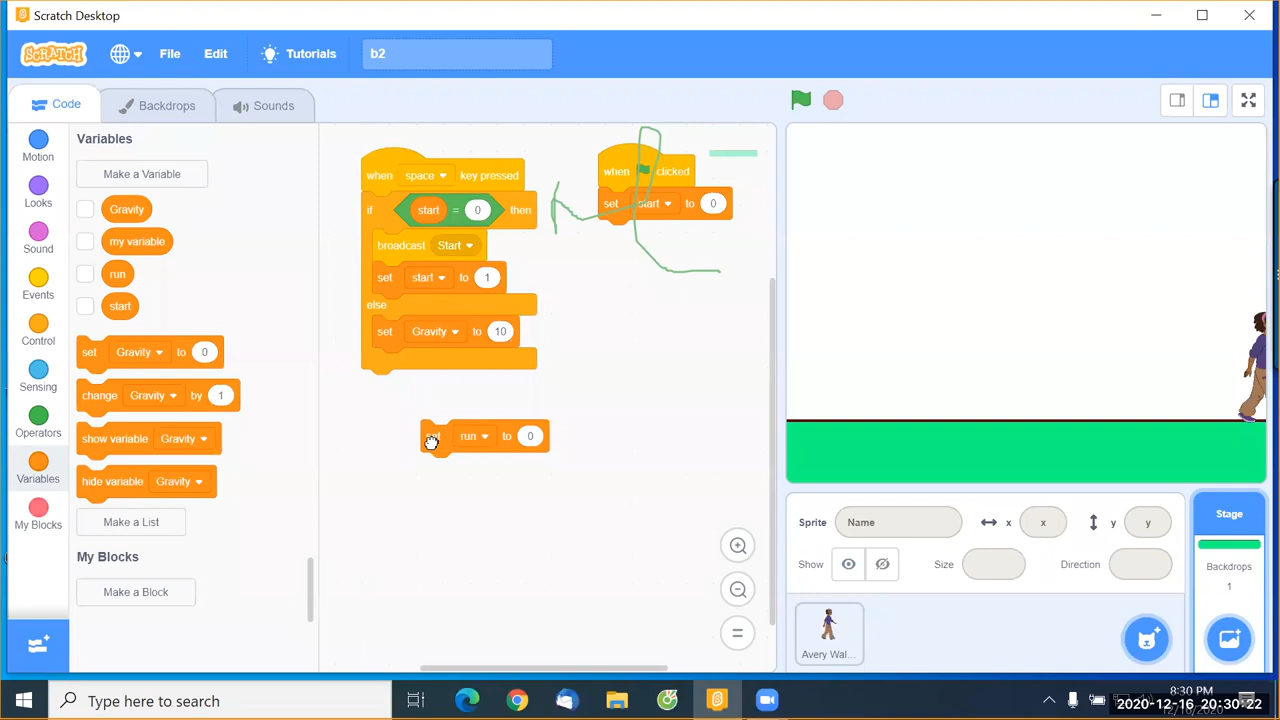 Scratch Desktop
SCRATCH
File
Edit
Tutorials
b2
Code
Backdrops
Sounds
Motion
Looks
Sound
Events
Control
Sensing
Operators
Variables
My Blocks
Variables
Make a Variable
Gravity
my variable
run
start
set Gravity to 0
change Gravity by 1
show variable Gravity
hide variable Gravity
Make a List
My Blocks
Make a Block
when space key pressed
if start = 0 then
broadcast Start
set start to 1
else
set Gravity to 10
set run to 0
when clicked
set start to 0
Sprite Name x x y y
Show Size Direction
Avery Wal...
Stage
Backdrops
1
Type here to search
8:30 PM
2020-12-16 20:30:22